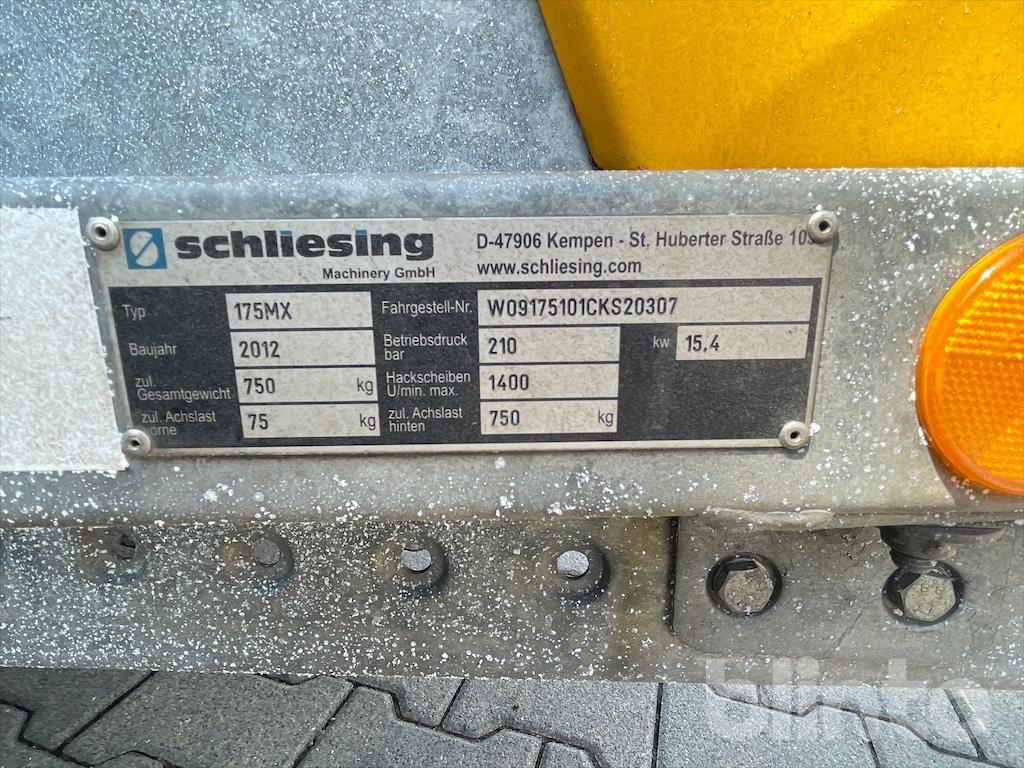 schliesing
Machinery GmbH
D-47906 Kempen - St. Huberter Straße 103
www.schliesing.com
Typ 175MX Fahrgestell-Nr. W09175101CKS20307
Baujahr 2012 Betriebsdruck bar 210 kw 15,4
zul. Gesamtgewicht 750 kg Hackscheiben U/min. max. 1400
zul. Achslast vorne 75 kg zul. Achslast hinten 750 kg
blinto